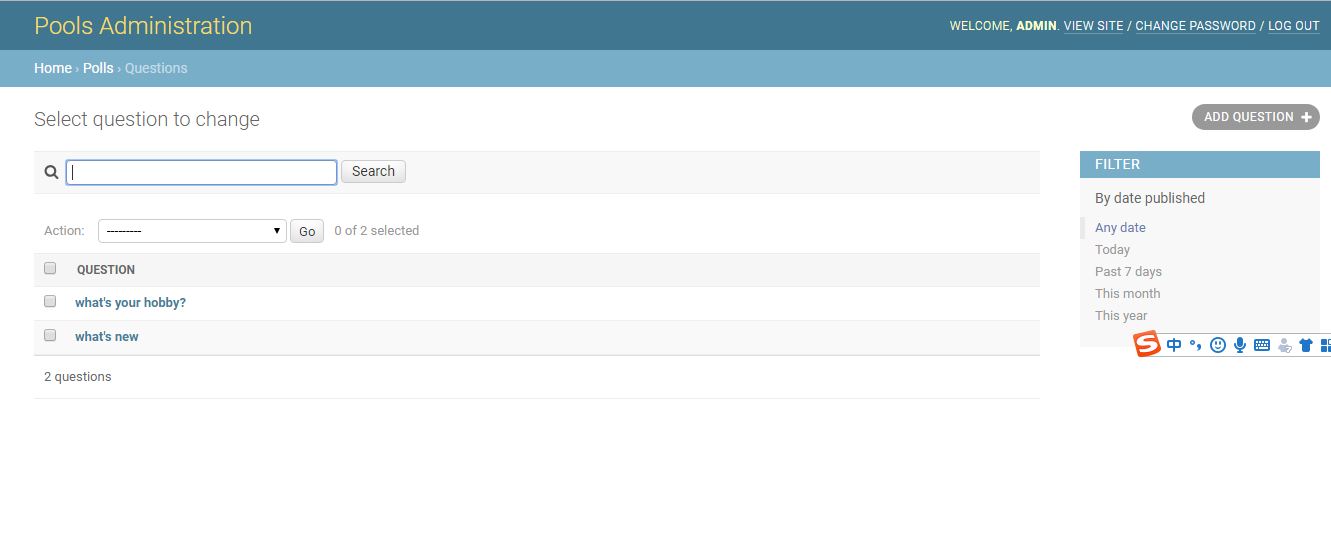 Pools Administration
WELCOME, ADMIN. VIEW SITE / CHANGE PASSWORD / LOG OUT
Home › Polls › Questions
Select question to change
ADD QUESTION +
Search
FILTER
By date published
Any date
Today
Past 7 days
This month
This year
Action: --------- Go 0 of 2 selected
QUESTION
what's your hobby?
what's new
2 questions
S 中 °,